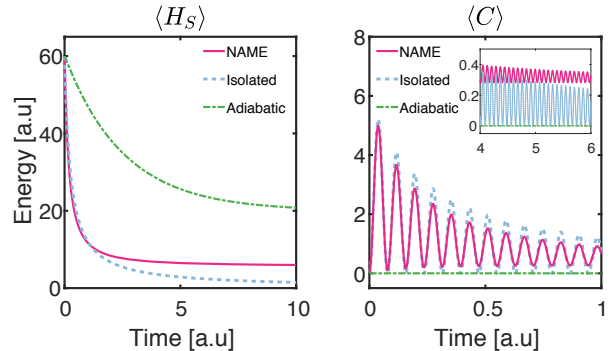 ⟨H_S⟩
Energy [a.u]
60
40
20
0
NAME
Isolated
Adiabatic
0
5
10
Time [a.u]
⟨C⟩
8
6
4
2
0
NAME
Isolated
Adiabatic
0.4
0.2
0
4
5
6
0
0.5
1
Time [a.u]